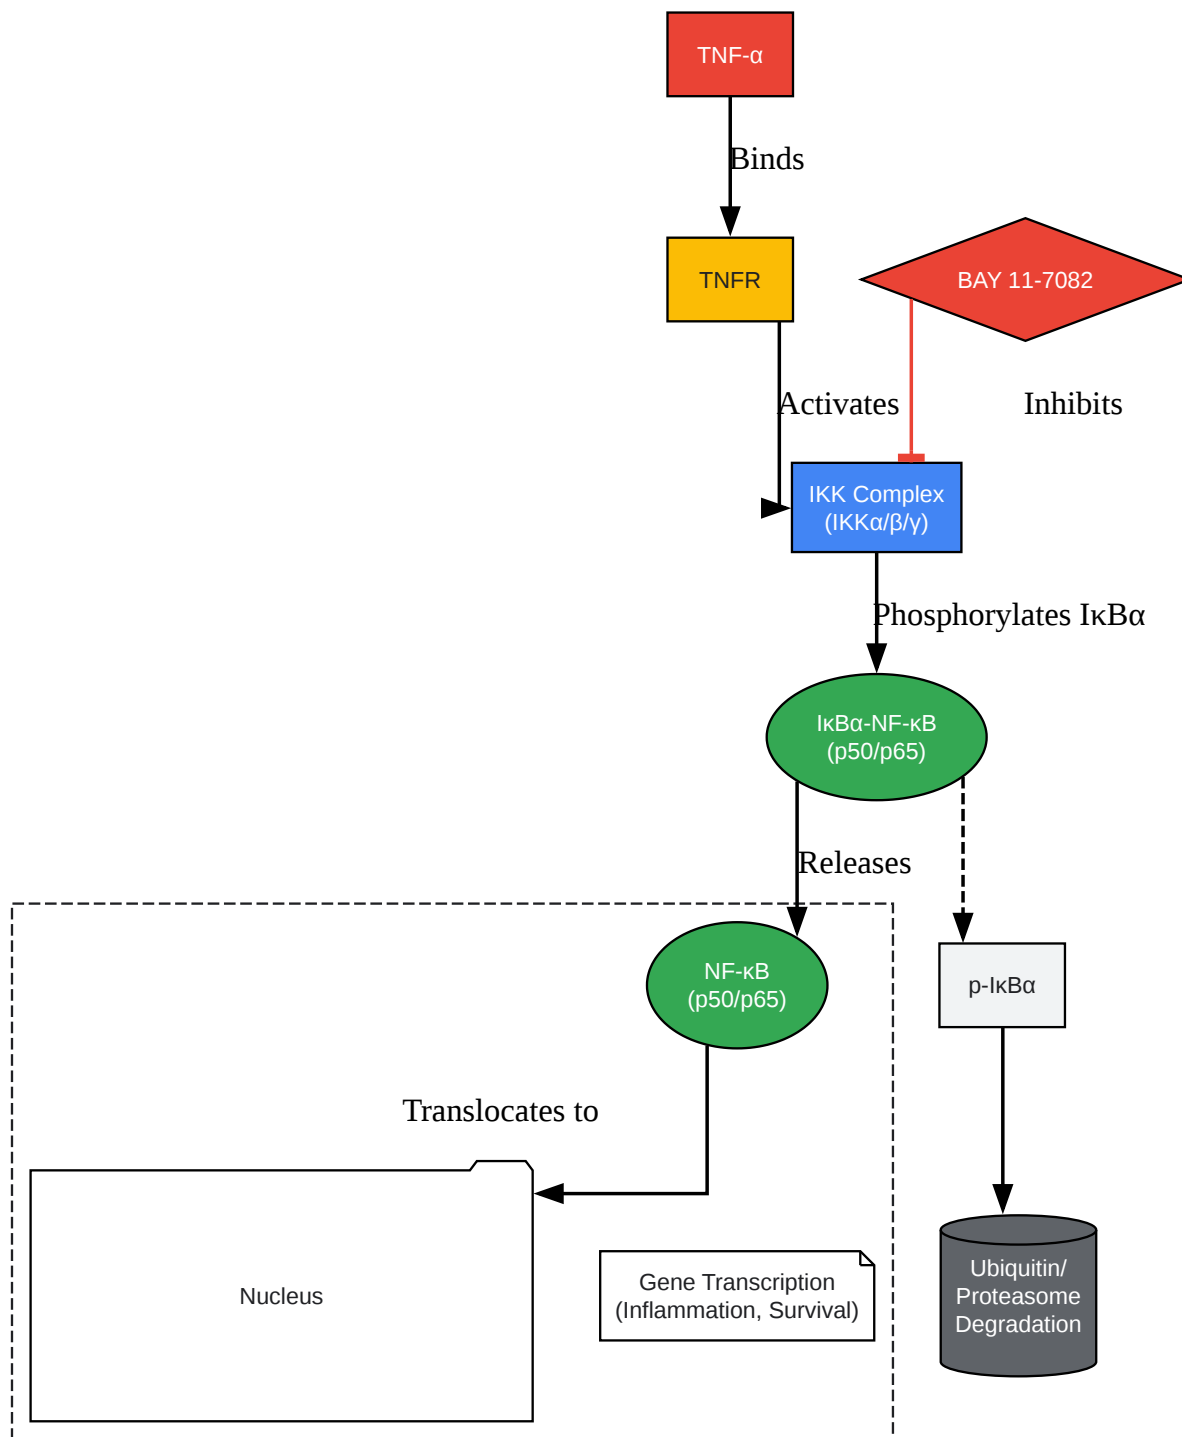 TNF-α
Binds
TNFR
BAY 11-7082
Activates
Inhibits
IKK Complex
(IKKα/β/γ)
Phosphorylates IκBα
IκBα-NF-κB
(p50/p65)
Releases
NF-κB
(p50/p65)
p-IκBα
Translocates to
Nucleus
Gene Transcription
(Inflammation, Survival)
Ubiquitin/
Proteasome
Degradation